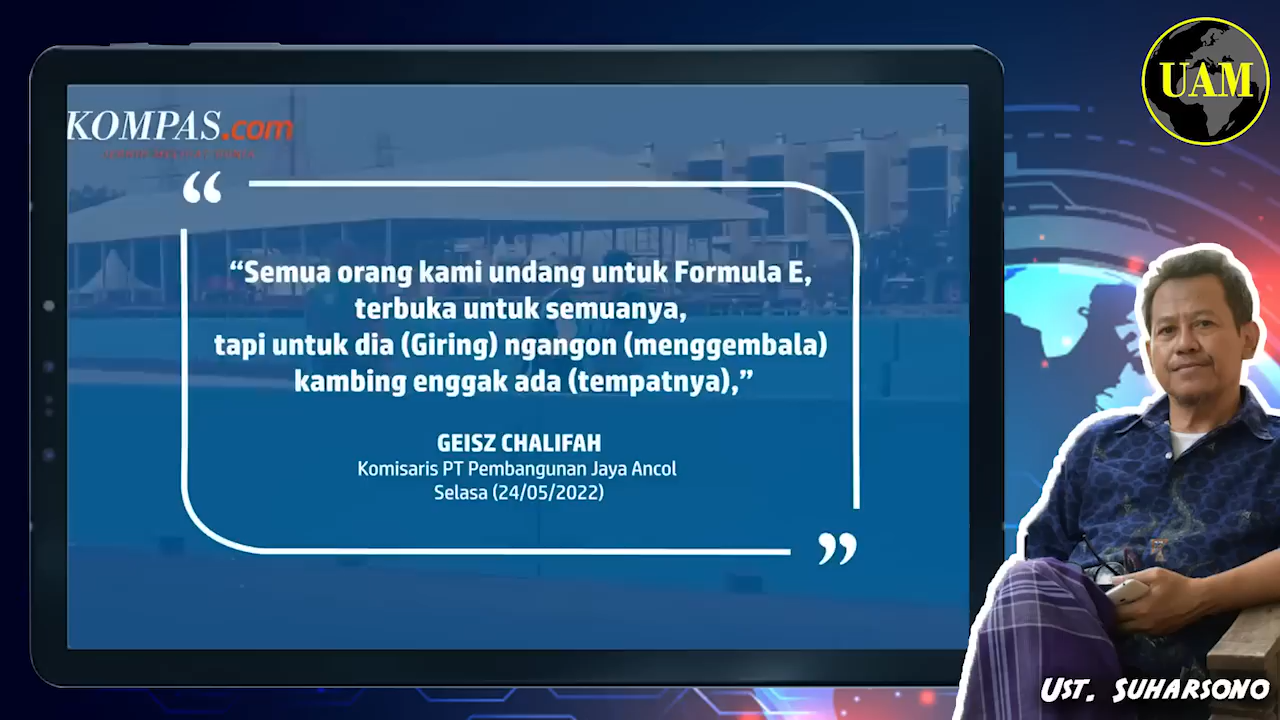 KOMPAS.com
UAM
“Semua orang kami undang untuk Formula E,
terbuka untuk semuanya,
tapi untuk dia (Giring) ngangon (menggembala)
kambing enggak ada (tempatnya),”
GEISZ CHALIFAH
Komisaris PT Pembangunan Jaya Ancol
Selasa (24/05/2022)
UST. SUHARSONO